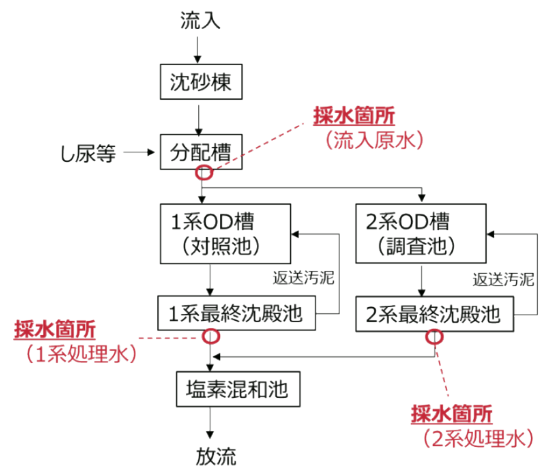 流入
沈砂棟
採水箇所
（流入原水）
し尿等
分配槽
1系OD槽
（対照池）
2系OD槽
（調査池）
返送汚泥
返送汚泥
1系最終沈殿池
2系最終沈殿池
採水箇所
（1系処理水）
塩素混和池
採水箇所
（2系処理水）
放流